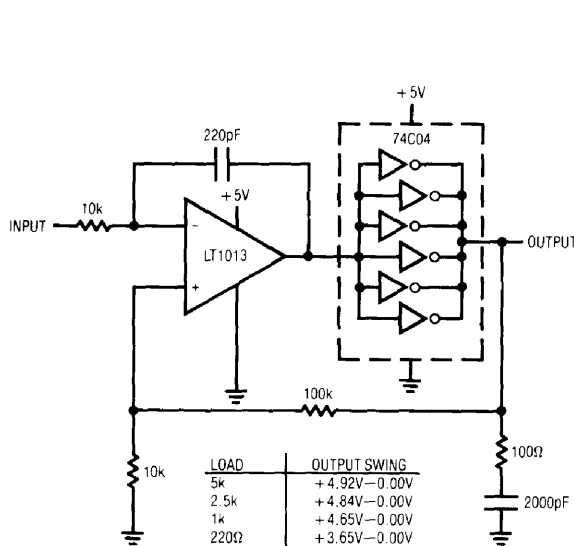 +5V
74C04
220pF
+5V
10k
INPUT
−
LT1013
+
OUTPUT
100k
100Ω
10k
2000pF
LOAD OUTPUT SWING
5k +4.92V—0.00V
2.5k +4.84V—0.00V
1k +4.65V—0.00V
220Ω +3.65V—0.00V